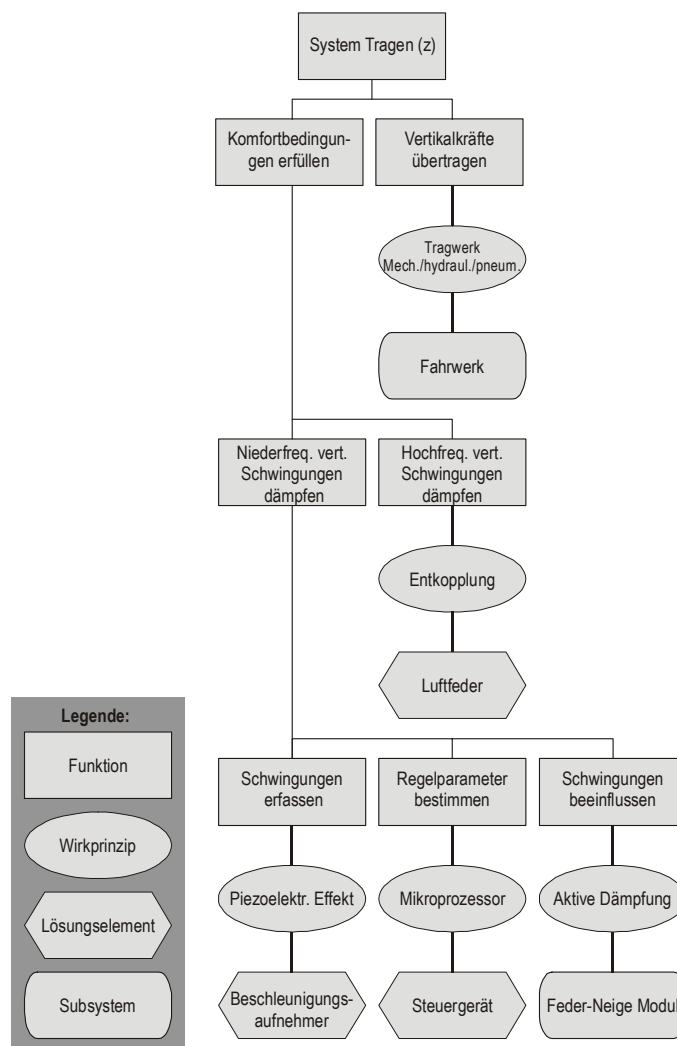 System Tragen (z)
Komfortbedingun-
gen erfüllen
Vertikalkräfte
übertragen
Tragwerk
Mech./hydraul./pneum.
Fahrwerk
Niederfreq. vert.
Schwingungen
dämpfen
Hochfreq. vert.
Schwingungen
dämpfen
Entkopplung
Luftfeder
Legende:
Funktion
Wirkprinzip
Lösungselement
Subsystem
Schwingungen
erfassen
Regelparameter
bestimmen
Schwingungen
beeinflussen
Piezoelektr. Effekt
Mikroprozessor
Aktive Dämpfung
Beschleunigungs-
aufnehmer
Steuergerät
Feder-Neige Modul